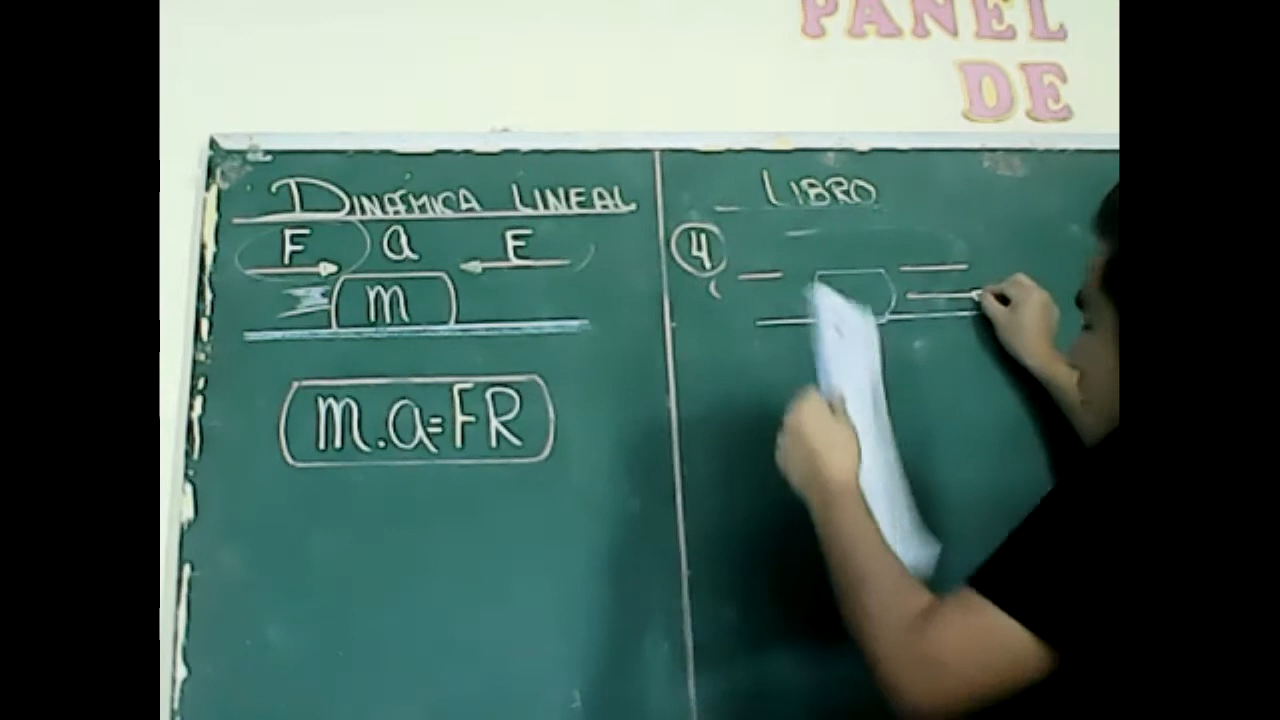 PANEL
DE
DINÁMICA LINEAL
F a F
m
m.a=FR
LIBRO
4